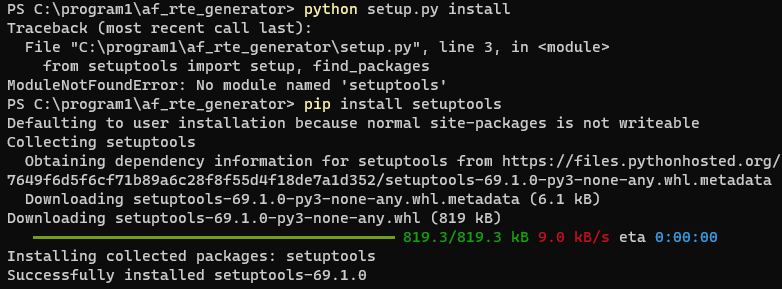 PS C:\program1\af_rte_generator> python setup.py install
Traceback (most recent call last):
  File "C:\program1\af_rte_generator\setup.py", line 3, in <module>
    from setuptools import setup, find_packages
ModuleNotFoundError: No module named 'setuptools'
PS C:\program1\af_rte_generator> pip install setuptools
Defaulting to user installation because normal site-packages is not writeable
Collecting setuptools
  Obtaining dependency information for setuptools from https://files.pythonhosted.org/
7649f6d5f6cf71b89a6c28f8f55d4f18de7a1d352/setuptools-69.1.0-py3-none-any.whl.metadata
  Downloading setuptools-69.1.0-py3-none-any.whl.metadata (6.1 kB)
Downloading setuptools-69.1.0-py3-none-any.whl (819 kB)
819.3/819.3 kB 9.0 kB/s eta 0:00:00
Installing collected packages: setuptools
Successfully installed setuptools-69.1.0